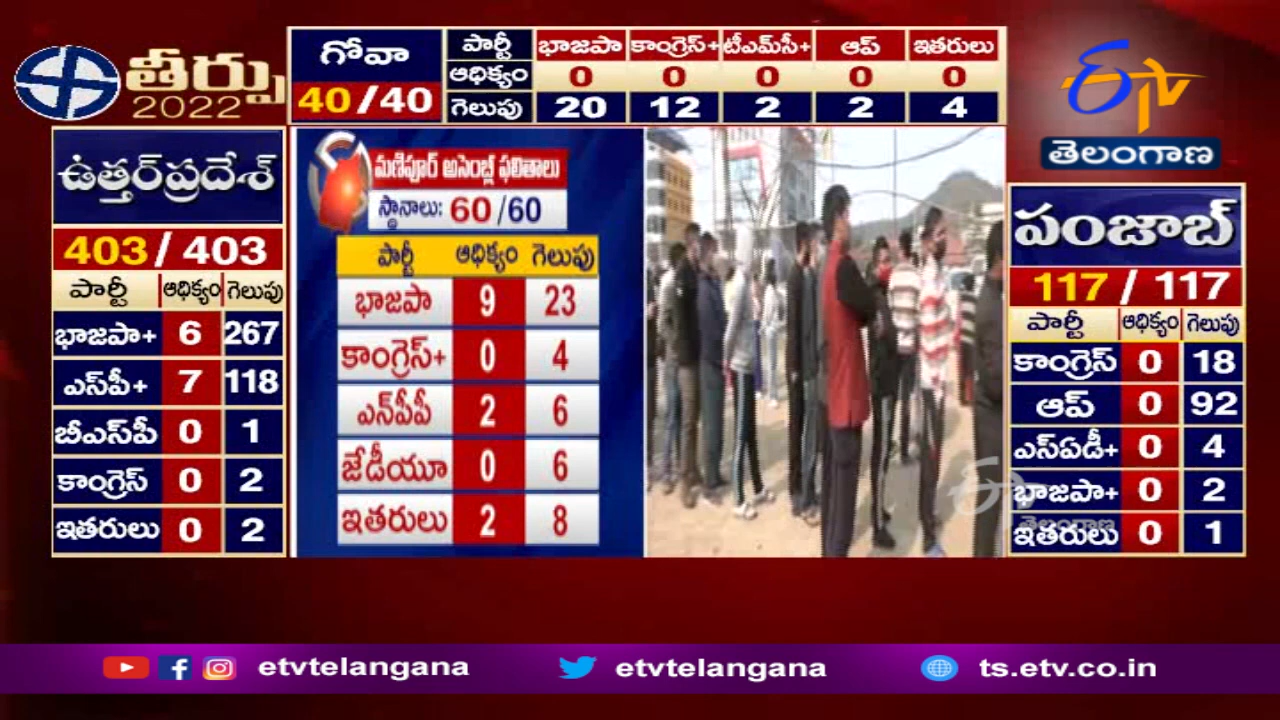 తీర్పు
2022
గోవా
40/40
పార్టీ భాజపా కాంగ్రెస్+ టీఎమ్‌సీ+ ఆప్ ఇతరులు
ఆధిక్యం 0 0 0 0 0
గెలుపు 20 12 2 2 4
ETV
తెలంగాణ
ఉత్తర్‌ప్రదేశ్
403/403
పార్టీ ఆధిక్యం గెలుపు
భాజపా+ 6 267
ఎస్‌పీ+ 7 118
బీఎస్‌పీ 0 1
కాంగ్రెస్ 0 2
ఇతరులు 0 2
మణిపూర్ అసెంబ్లీ ఫలితాలు
స్థానాలు: 60/60
పార్టీ ఆధిక్యం గెలుపు
భాజపా 9 23
కాంగ్రెస్+ 0 4
ఎన్‌పీపీ 2 6
జేడీయూ 0 6
ఇతరులు 2 8
పంజాబ్
117/117
పార్టీ ఆధిక్యం గెలుపు
కాంగ్రెస్ 0 18
ఆప్ 0 92
ఎస్ఏడీ+ 0 4
భాజపా+ 0 2
తెలంగాణ
ఇతరులు 0 1
etvtelangana
etvtelangana
ts.etv.co.in